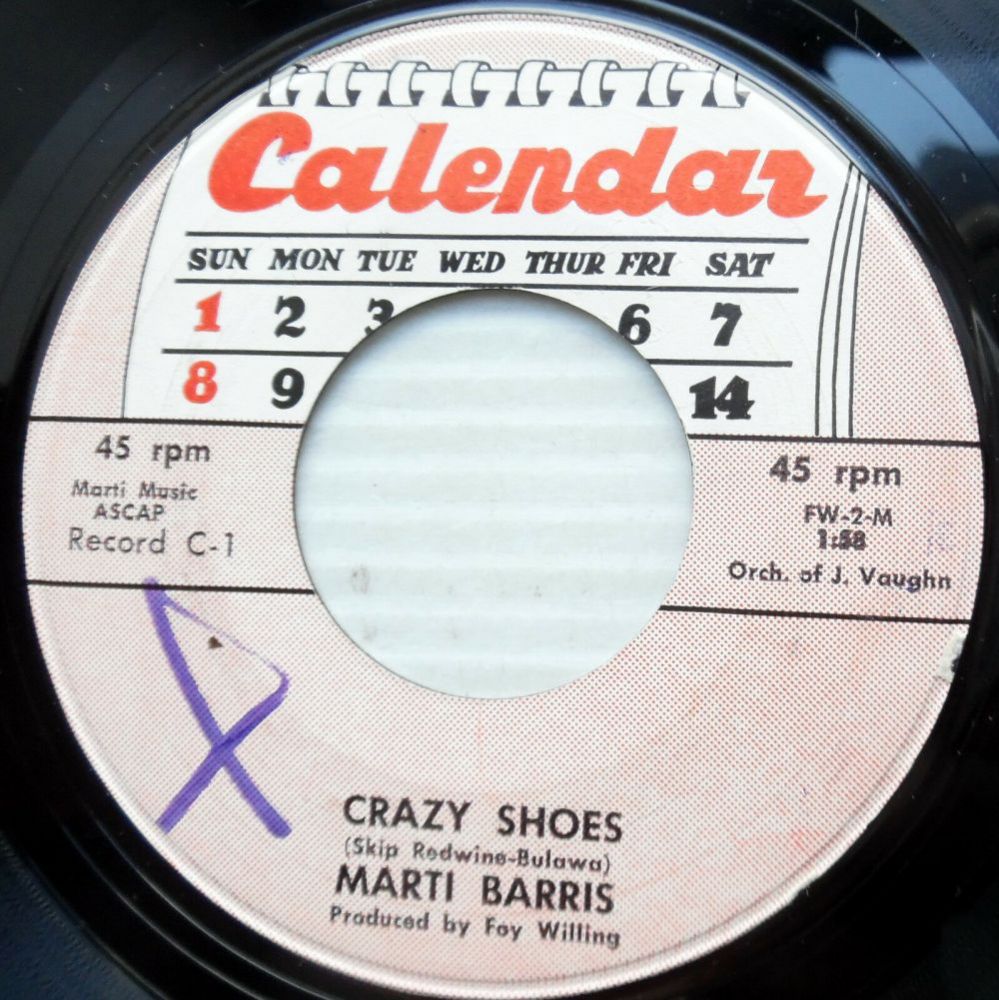 Calendar
SUN MON TUE WED THUR FRI SAT
1 2 3 6 7
8 9 14
45 rpm
Marti Music
ASCAP
Record C-1
45 rpm
FW-2-M
1:58
Orch. of J. Vaughn
CRAZY SHOES
(Skip Redwine-Bulawa)
MARTI BARRIS
Produced by Foy Willing